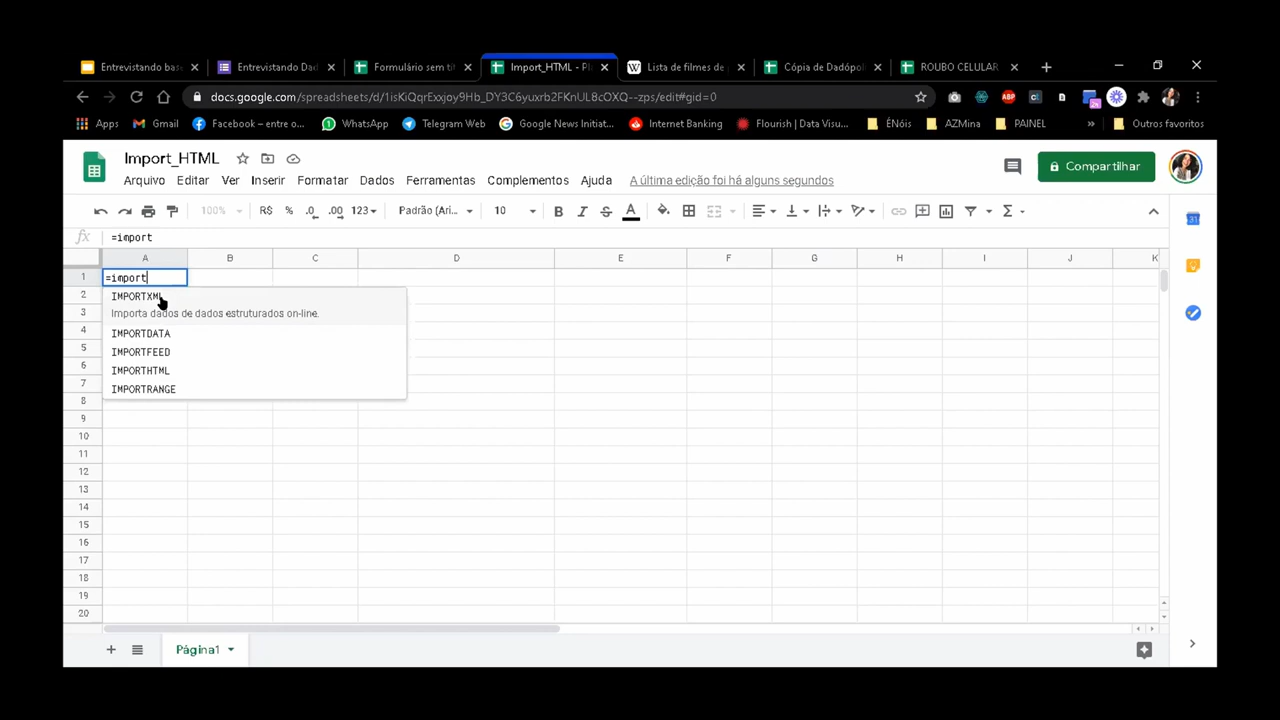 Entrevistando bas
Entrevistando Dad
Formulário sem tít
Import_HTML - Pl
Lista de filmes de
Cópia de Dadópol
ROUBO CELULAR
docs.google.com/spreadsheets/d/1isKiQqrExxjoy9Hb_DY3C6yuxrb2FKnUL8cOXQ--zps/edit#gid=0
Apps
Gmail
Facebook – entre o...
WhatsApp
Telegram Web
Google News Initiat...
Internet Banking
Flourish | Data Visu...
ÉNóis
AZMina
PAINEL
»
Outros favoritos
Import_HTML
Compartilhar
Arquivo Editar Ver Inserir Formatar Dados Ferramentas Complementos Ajuda A última edição foi há alguns segundos
100% R$ % .0 .00 123 Padrão (Ari... 10 B I S A
fx =import
A B C D E F G H I J K
1 =import
2 IMPORTXML
3 Importa dados de dados estruturados on-line.
4 IMPORTDATA
5 IMPORTFEED
6 IMPORTHTML
7 IMPORTRANGE
8
9
10
11
12
13
14
15
16
17
18
19
20
Página1